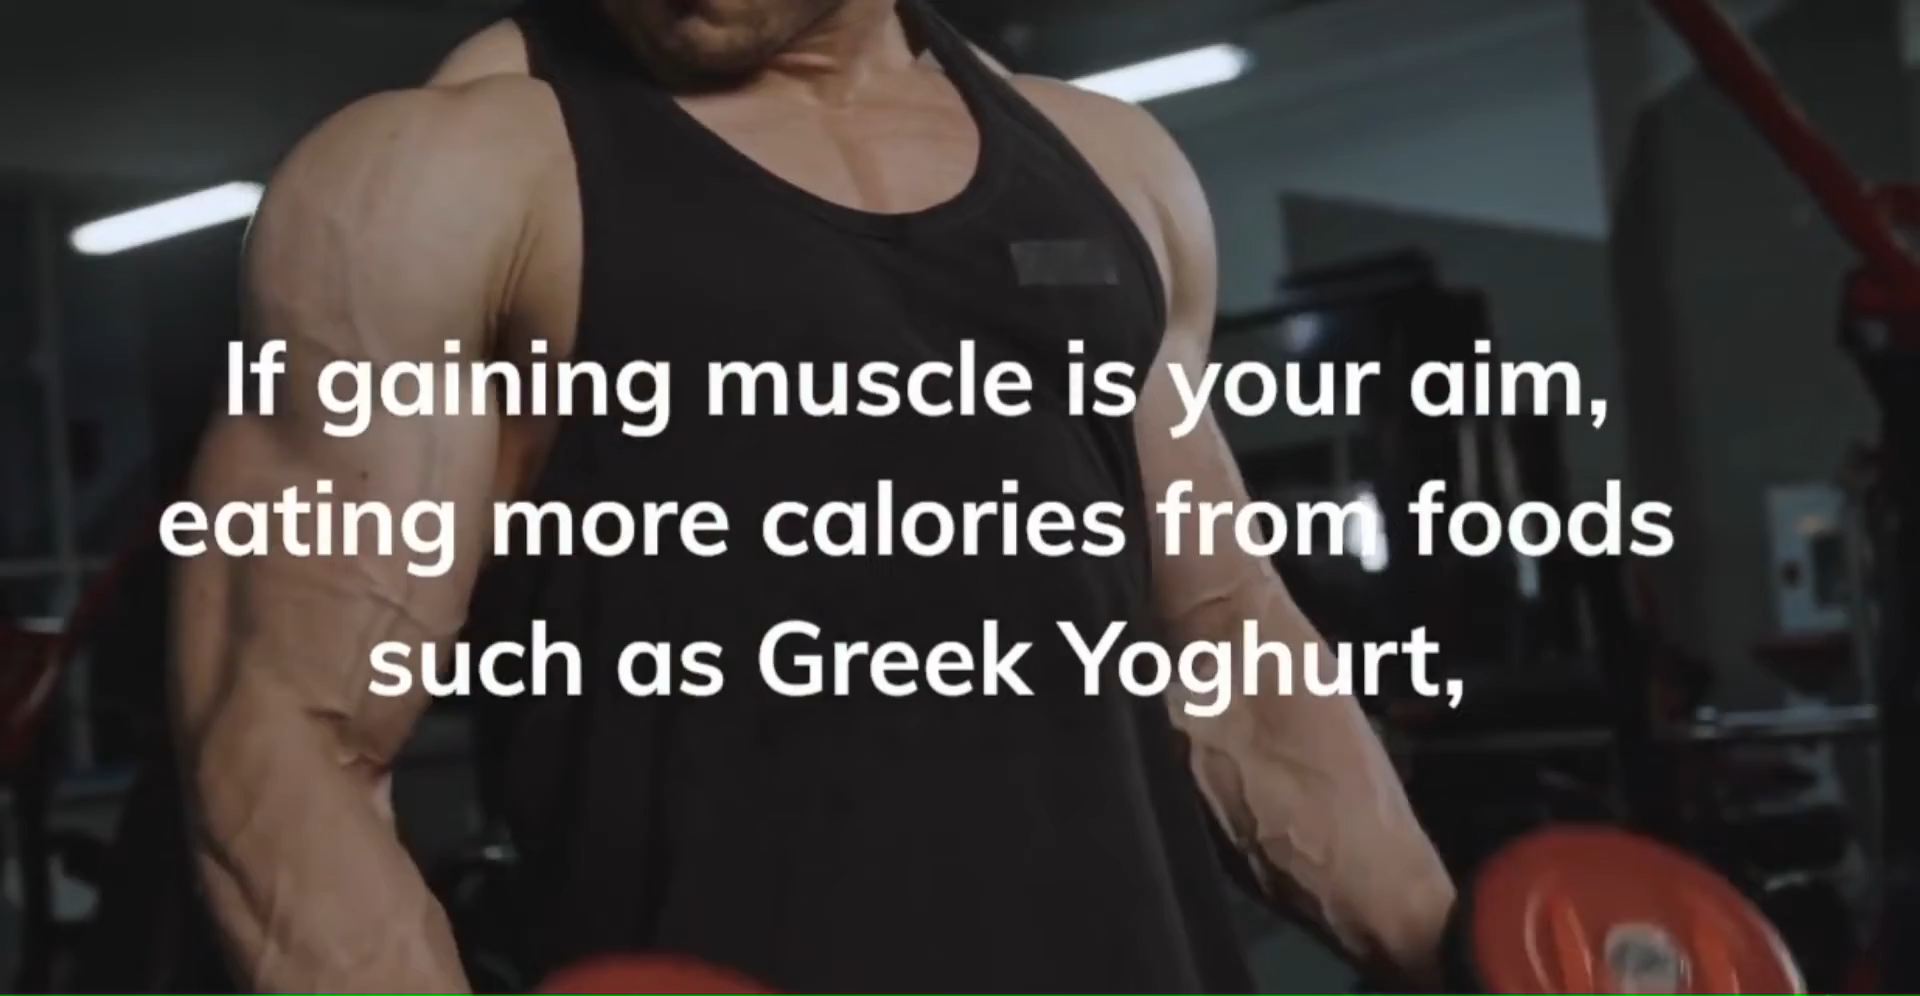 If gaining muscle is your aim,
eating more calories from foods
such as Greek Yoghurt,